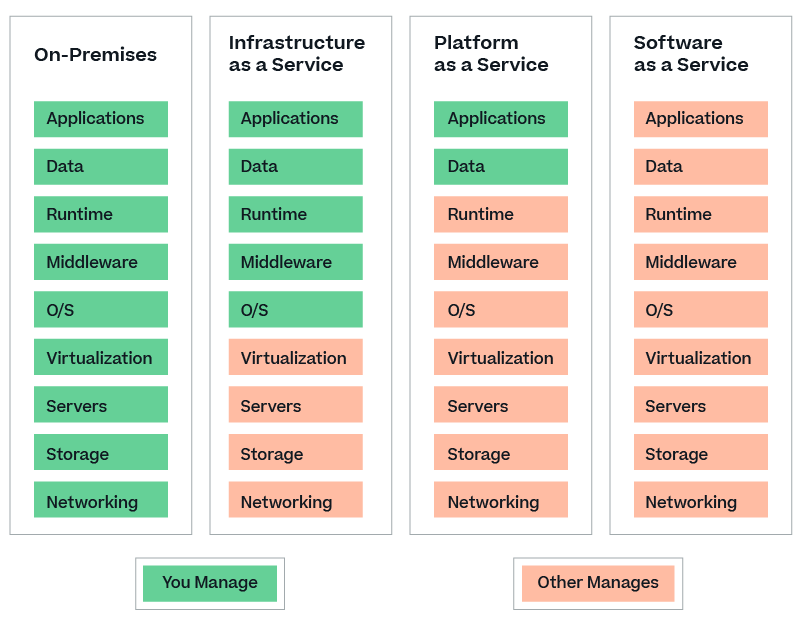 On-Premises
Applications
Data
Runtime
Middleware
O/S
Virtualization
Servers
Storage
Networking
Infrastructure
as a Service
Applications
Data
Runtime
Middleware
O/S
Virtualization
Servers
Storage
Networking
Platform
as a Service
Applications
Data
Runtime
Middleware
O/S
Virtualization
Servers
Storage
Networking
Software
as a Service
Applications
Data
Runtime
Middleware
O/S
Virtualization
Servers
Storage
Networking
You Manage
Other Manages